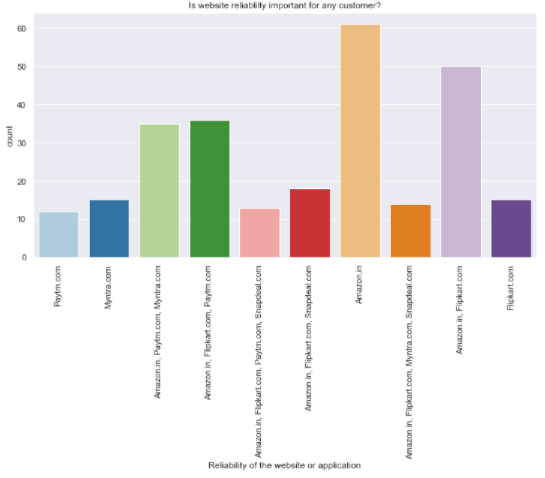 Is website reliablilty important for any customer?
60
50
40
30
20
10
0
count
Paytm.com
Myntra.com
Amazon.in, Paytm.com, Myntra.com
Amazon.in, Flipkart.com, Paytm.com
Amazon.in, Flipkart.com, Paytm.com, Snapdeal.com
Amazon.in, Flipkart.com, Snapdeal.com
Amazon.in
Amazon.in, Flipkart.com, Myntra.com, Snapdeal.com
Amazon.in, Flipkart.com
Flipkart.com
Reliability of the website or application